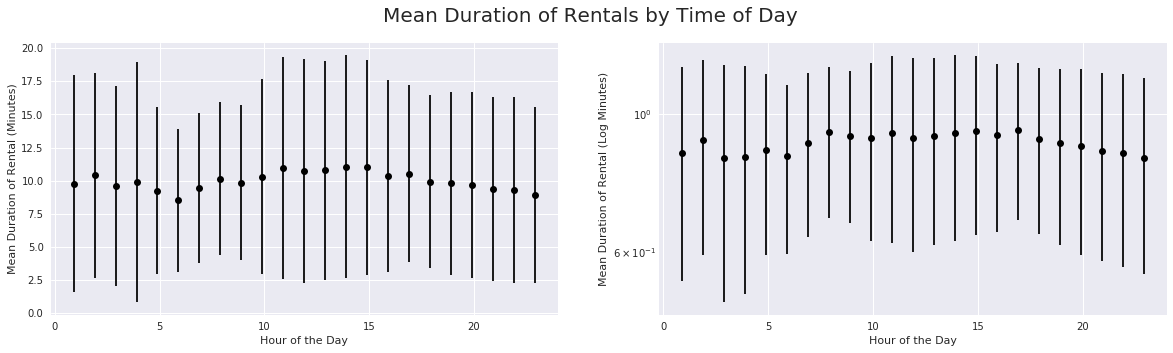 Mean Duration of Rentals by Time of Day
Mean Duration of Rental (Minutes)
20.0
17.5
15.0
12.5
10.0
7.5
5.0
2.5
0.0
0 5 10 15 20
Hour of the Day
Mean Duration of Rental (Log Minutes)
10⁰
6 × 10⁻¹
0 5 10 15 20
Hour of the Day